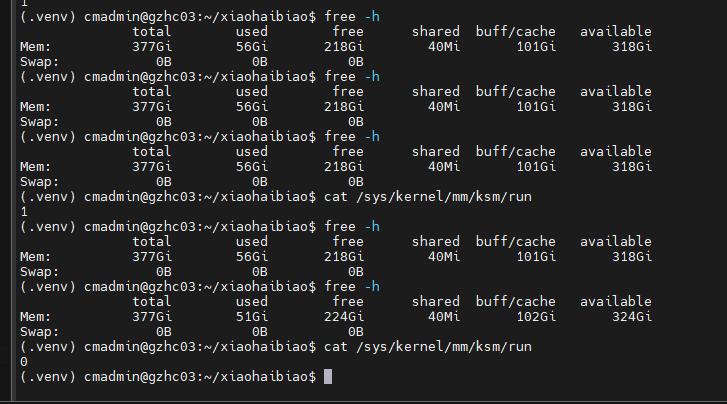 1
(.venv) cmadmin@gzhc03:~/xiaohaibiao$ free -h
total used free shared buff/cache available
Mem: 377Gi 56Gi 218Gi 40Mi 101Gi 318Gi
Swap: 0B 0B 0B
(.venv) cmadmin@gzhc03:~/xiaohaibiao$ free -h
total used free shared buff/cache available
Mem: 377Gi 56Gi 218Gi 40Mi 101Gi 318Gi
Swap: 0B 0B 0B
(.venv) cmadmin@gzhc03:~/xiaohaibiao$ free -h
total used free shared buff/cache available
Mem: 377Gi 56Gi 218Gi 40Mi 101Gi 318Gi
Swap: 0B 0B 0B
(.venv) cmadmin@gzhc03:~/xiaohaibiao$ cat /sys/kernel/mm/ksm/run
1
(.venv) cmadmin@gzhc03:~/xiaohaibiao$ free -h
total used free shared buff/cache available
Mem: 377Gi 56Gi 218Gi 40Mi 101Gi 318Gi
Swap: 0B 0B 0B
(.venv) cmadmin@gzhc03:~/xiaohaibiao$ free -h
total used free shared buff/cache available
Mem: 377Gi 51Gi 224Gi 40Mi 102Gi 324Gi
Swap: 0B 0B 0B
(.venv) cmadmin@gzhc03:~/xiaohaibiao$ cat /sys/kernel/mm/ksm/run
0
(.venv) cmadmin@gzhc03:~/xiaohaibiao$